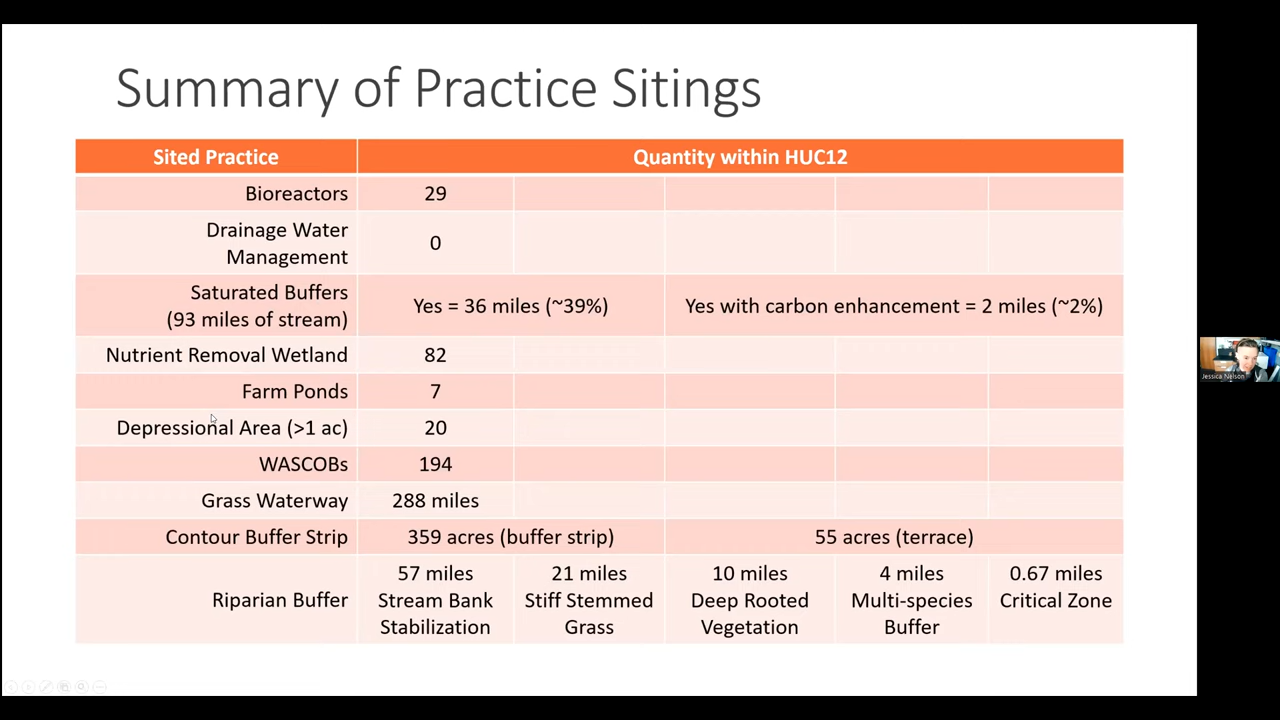 Summary of Practice Sitings
Sited Practice Quantity within HUC12
Bioreactors 29
Drainage Water
Management 0
Saturated Buffers
(93 miles of stream) Yes = 36 miles (~39%) Yes with carbon enhancement = 2 miles (~2%)
Nutrient Removal Wetland 82
Farm Ponds 7
Depressional Area (>1 ac) 20
WASCOBs 194
Grass Waterway 288 miles
Contour Buffer Strip 359 acres (buffer strip) 55 acres (terrace)
Riparian Buffer
57 miles
Stream Bank
Stabilization
21 miles
Stiff Stemmed
Grass
10 miles
Deep Rooted
Vegetation
4 miles
Multi-species
Buffer
0.67 miles
Critical Zone
Jessica Nelson